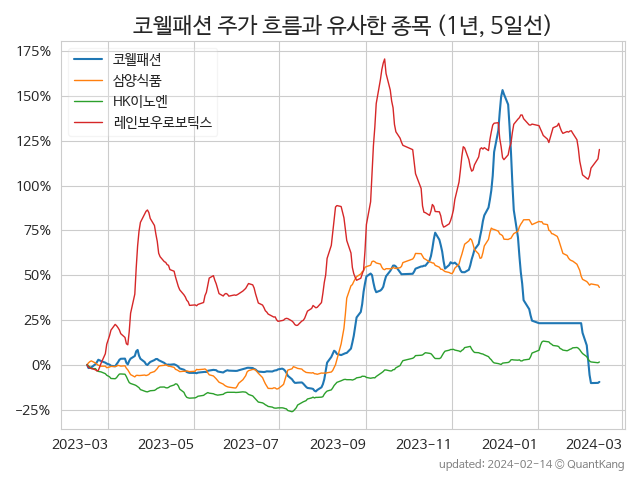 코웰패션 주가 흐름과 유사한 종목 (1년, 5일선)
코웰패션
삼양식품
HK이노엔
레인보우로보틱스
175%
150%
125%
100%
75%
50%
25%
0%
−25%
2023-03 2023-05 2023-07 2023-09 2023-11 2024-01 2024-03
updated: 2024-02-14 © QuantKang